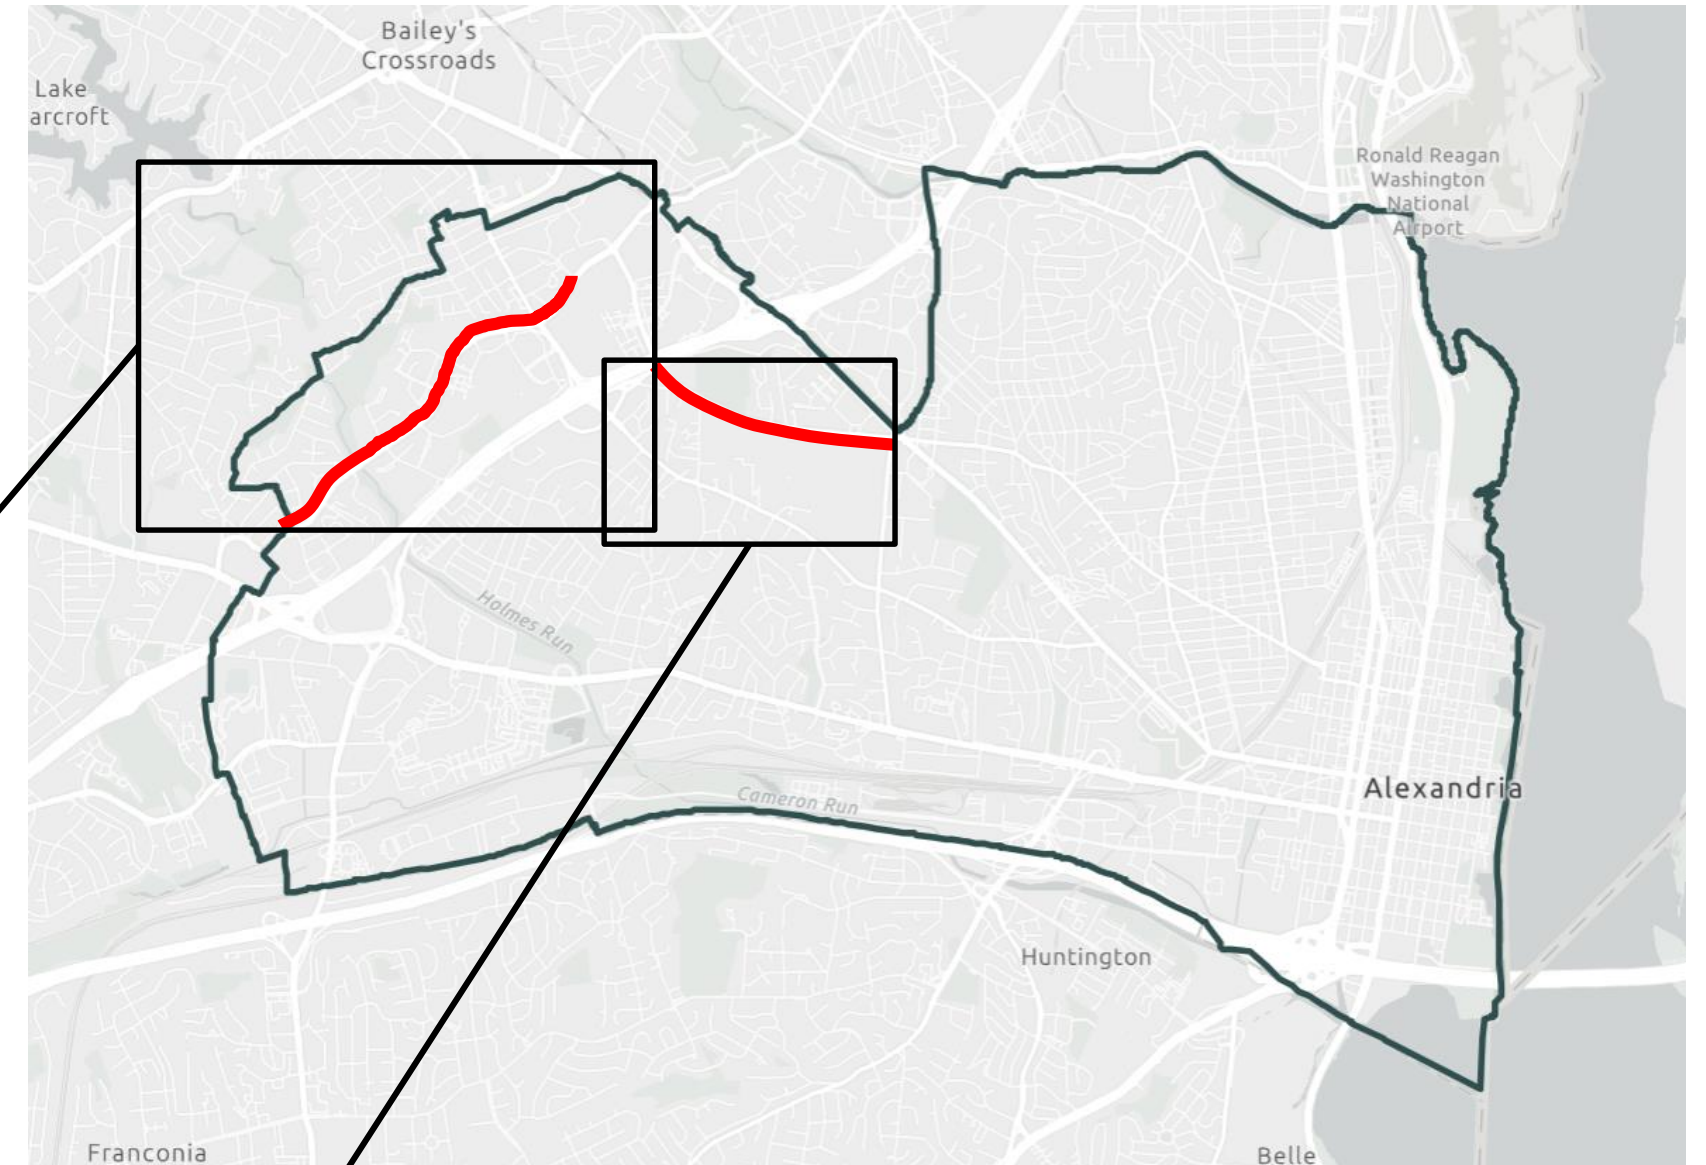 Bailey's
Crossroads
Lake
arcroft
Ronald Reagan
Washington
National
Airport
Holmes Run
Cameron Run
Alexandria
Huntington
Franconia
Belle